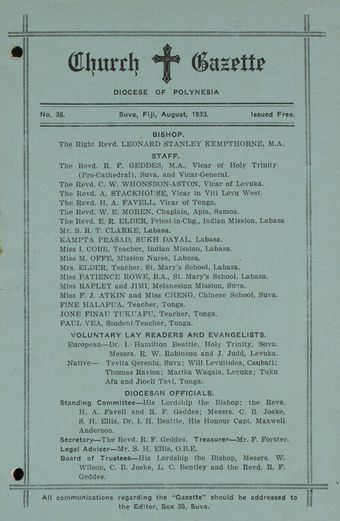 Church Gazette
DIOCESE OF POLYNESIA
No. 36. Suva, Fiji, August, 1933. Issued Free.
BISHOP.
The Right Revd. LEONARD STANLEY KEMPTHORNE, M.A.
STAFF.
The Revd. R. F. GEDDES, M.A., Vicar of Holy Trinity
(Pro-Cathedral), Suva, and Vicar-General.
The Revd. C. W. WHONSBON-ASTON, Vicar of Levuka.
The Revd. A. STACKHOUSE, Vicar in Viti Levu West.
The Revd. H. A. FAVELL, Vicar of Tonga.
The Revd. W. E. MOREN, Chaplain, Apia, Samoa.
The Revd. E. R. ELDER, Priest-in-Chg., Indian Mission, Labasa
Mr. S. R. T. CLARKE, Labasa.
KAMPTA PRASAD, SUKH DAYAL, Labasa.
Miss I. COBB, Teacher, Indian Mission, Labasa.
Miss M. OFFE, Mission Nurse, Labasa.
Mrs. ELDER, Teacher, St. Mary's School, Labasa.
Miss PATIENCE ROWE, B.A., St. Mary's School, Labasa.
Miss RAPLEY and JIMI, Melanesian Mission, Suva.
Miss F. J. ATKIN and Miss CHENG, Chinese School, Suva.
FINE HALAPUA, Teacher, Tonga.
JONE FINAU TUKUAFU, Teacher, Tonga.
PAUL VEA, Student-Teacher, Tonga.
VOLUNTARY LAY READERS AND EVANGELISTS.
European—Dr. I. Hamilton Beattie, Holy Trinity, Suva.
Messrs. R. W. Robinson and J. Judd, Levuka.
Native— Tevita Qereniu, Suva; Will Levuitolea, Caubati;
Thomas Ravioa; Marika Waqaia, Levuka; Tuku
Afu and Jioeli Tevi, Tonga.
DIOCESAN OFFICIALS.
Standing Committee—His Lordship the Bishop; the Revs.
H. A. Favell and R. F. Geddes; Messrs. C. B. Joske,
S. H. Ellis, Dr. I. H. Beattie, His Honour Capt. Maxwell
Anderson.
Secretary—The Revd. R. F. Geddes. Treasurer—Mr. F. Forster.
Legal Adviser—Mr. S. H. Ellis, O.B.E.
Board of Trustees—His Lordship the Bishop, Messrs. W.
Wilson, C. B. Joske, L. C. Bentley and the Revd. R. F.
Geddes.
All communications regarding the "Gazette" should be addressed to
the Editor, Box 35, Suva.